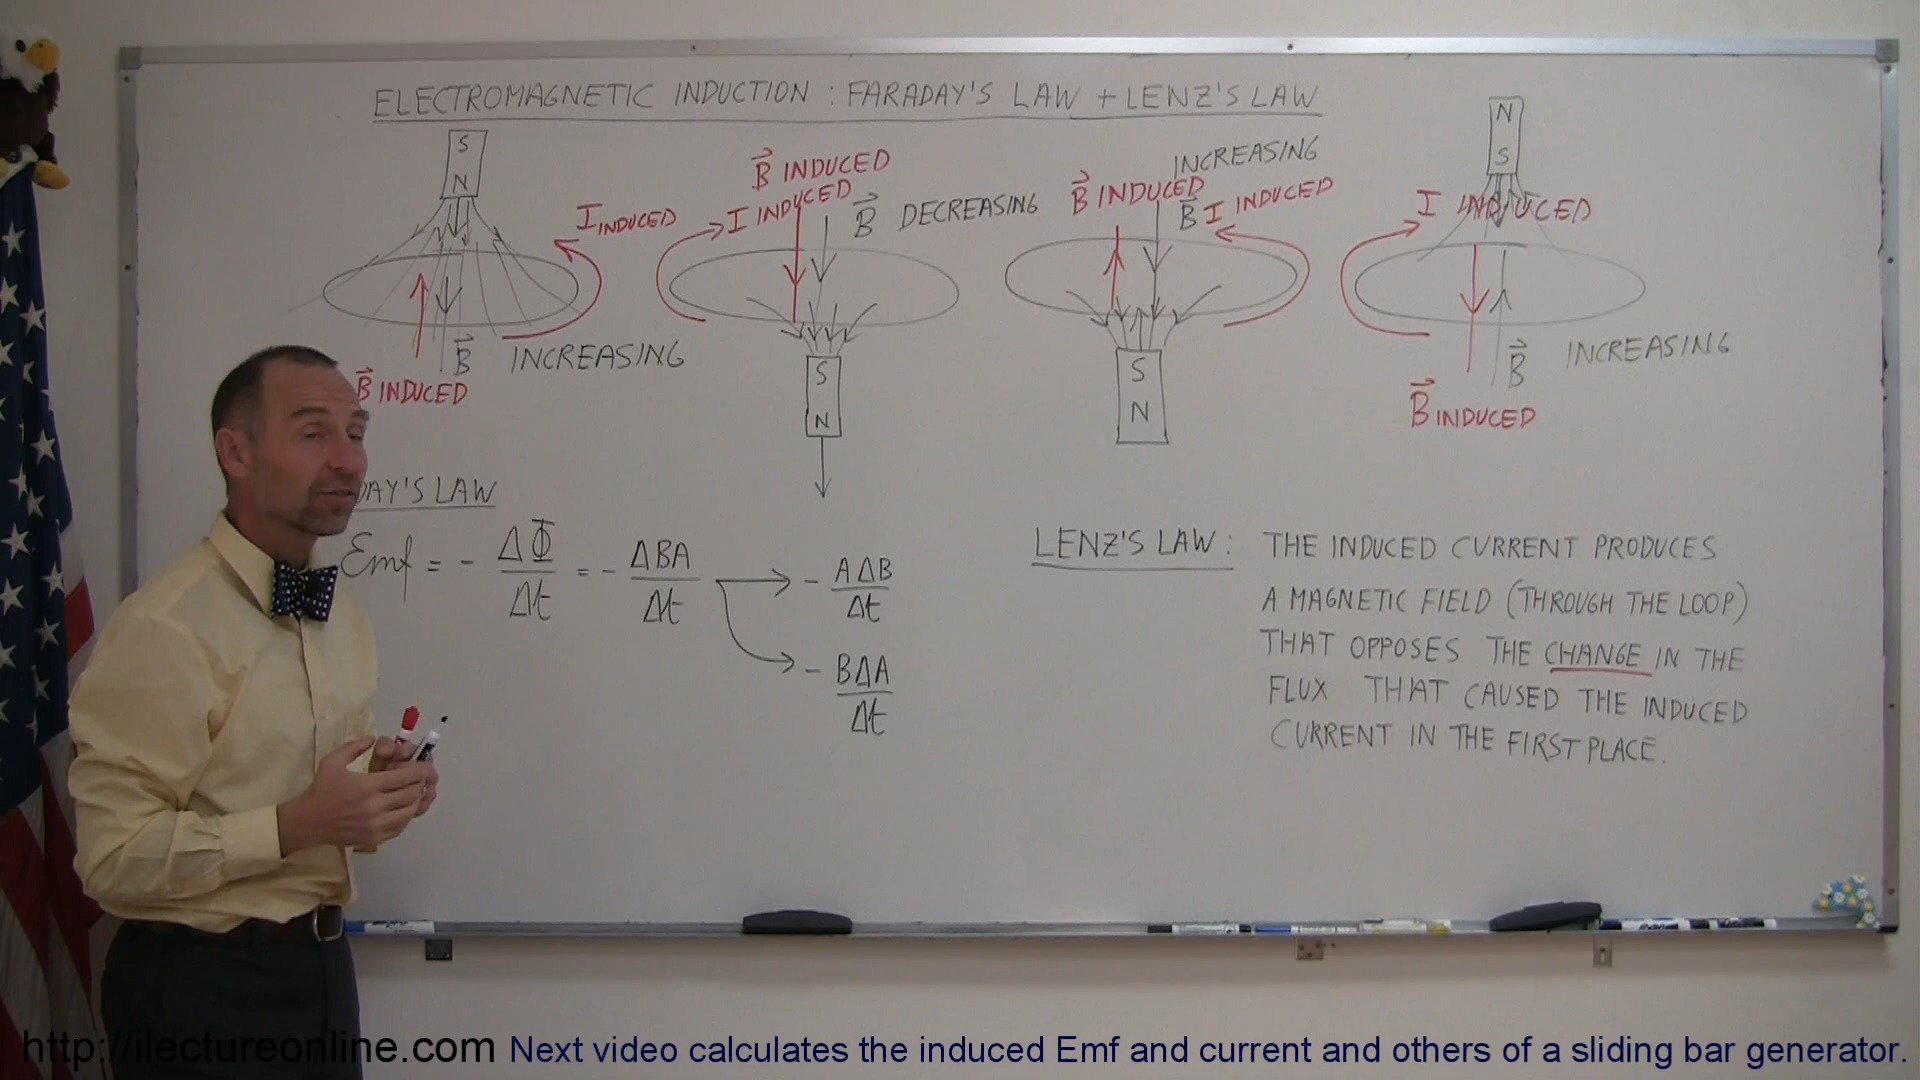 ELECTROMAGNETIC INDUCTION : FARADAY'S LAW + LENZ'S LAW
S
N
I INDUCED
B⃗
INCREASING
B⃗ INDUCED
B⃗ INDUCED
I INDUCED
B⃗ DECREASING
S
N
INCREASING
B⃗ INDUCED
B⃗ I INDUCED
S
N
N
S
I INDUCED
B⃗ INCREASING
B⃗ INDUCED
DAY'S LAW
Emf = - ΔΦ/Δt = - ΔBA/Δt → - AΔB/Δt
→ - BΔA/Δt
LENZ'S LAW : THE INDUCED CURRENT PRODUCES
A MAGNETIC FIELD (THROUGH THE LOOP)
THAT OPPOSES THE CHANGE IN THE
FLUX THAT CAUSED THE INDUCED
CURRENT IN THE FIRST PLACE.
http://ilectureonline.com Next video calculates the induced Emf and current and others of a sliding bar generator.